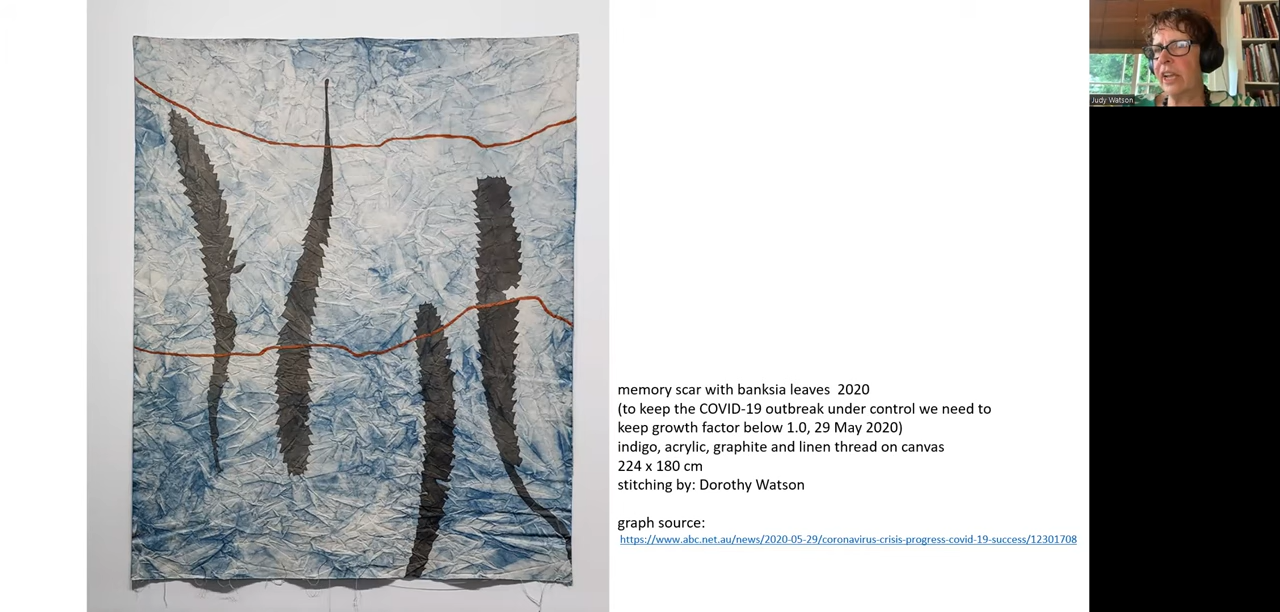 Judy Watson
memory scar with banksia leaves  2020
(to keep the COVID-19 outbreak under control we need to
keep growth factor below 1.0, 29 May 2020)
indigo, acrylic, graphite and linen thread on canvas
224 x 180 cm
stitching by: Dorothy Watson
graph source:
https://www.abc.net.au/news/2020-05-29/coronavirus-crisis-progress-covid-19-success/12301708